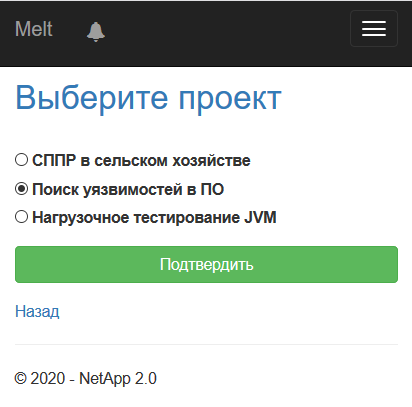 Melt
Выберите проект
СППР в сельском хозяйстве
Поиск уязвимостей в ПО
Нагрузочное тестирование JVM
Подтвердить
Назад
© 2020 - NetApp 2.0